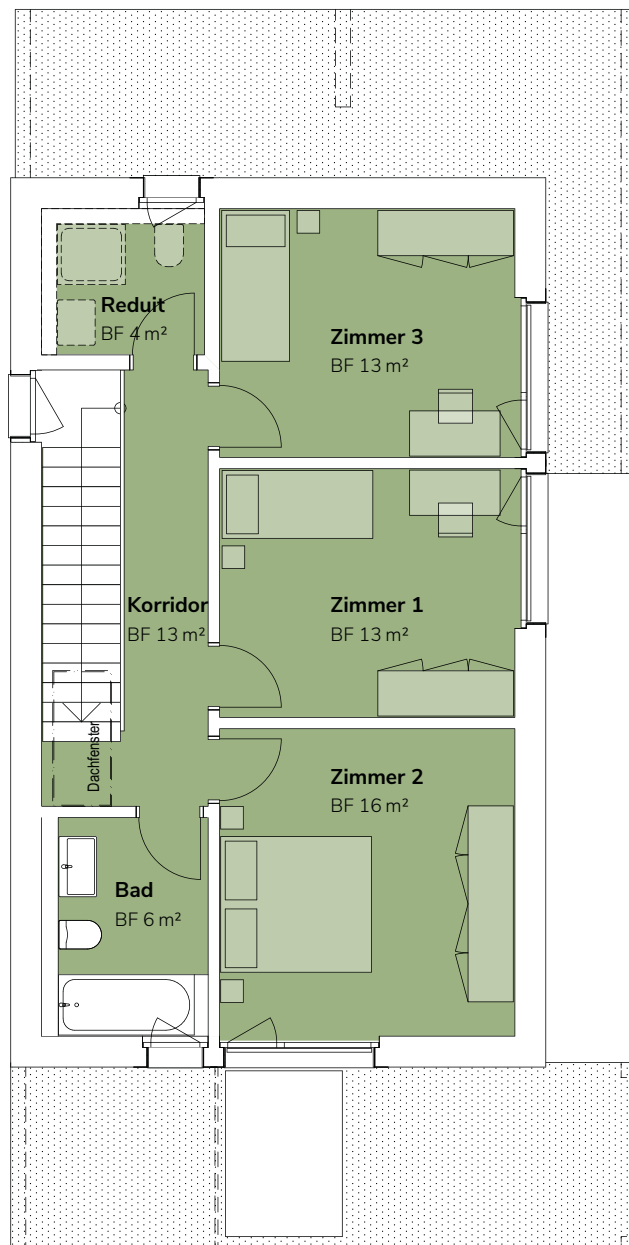 Reduit
BF 4 m²
Zimmer 3
BF 13 m²
Korridor
BF 13 m²
Zimmer 1
BF 13 m²
Zimmer 2
BF 16 m²
Dachfenster
Bad
BF 6 m²